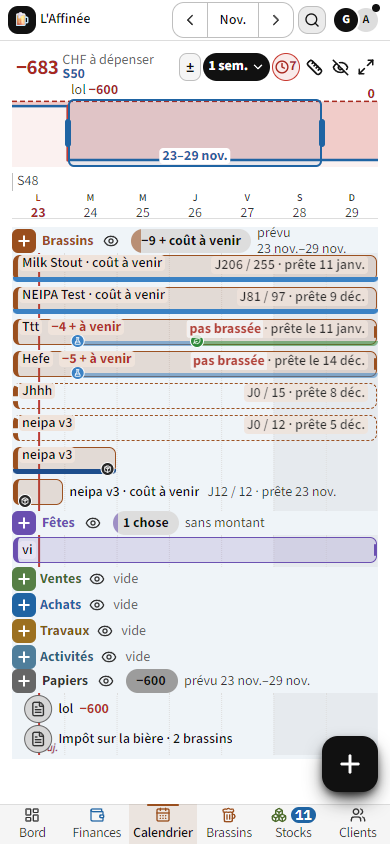 L'Affinée
Nov.
G
A
−683 CHF à dépenser
S50
± 1 sem. 7
lol −600
0
23–29 nov.
S48
L M M J V S D
23 24 25 26 27 28 29
Brassins −9 + coût à venir prévu
23 nov.–29 nov.
Milk Stout · coût à venir J206 / 255 · prête 11 janv.
NEIPA Test · coût à venir J81 / 97 · prête 9 déc.
Ttt −4 + à venir pas brassée · prête le 11 janv.
Hefe −5 + à venir pas brassée · prête le 14 déc.
Jhhh J0 / 15 · prête 8 déc.
neipa v3 J0 / 12 · prête 5 déc.
neipa v3
neipa v3 · coût à venir J12 / 12 · prête 23 nov.
Fêtes 1 chose sans montant
vi
Ventes vide
Achats vide
Travaux vide
Activités vide
Papiers −600 prévu 23 nov.–29 nov.
lol −600
Impôt sur la bière · 2 brassins
Bord Finances Calendrier Brassins Stocks 11 Clients